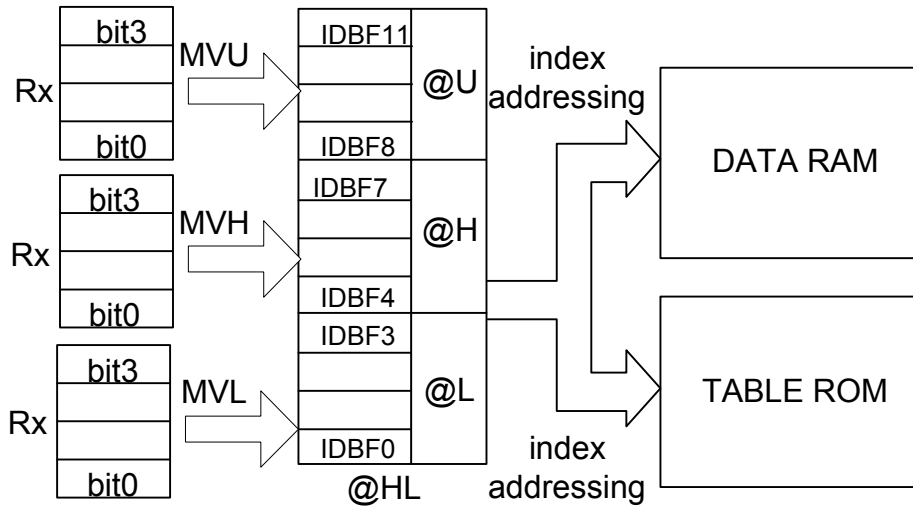 bit3
Rx
bit0
MVU
bit3
Rx
bit0
MVH
bit3
Rx
bit0
MVL
IDBF11
@U
IDBF8
IDBF7
@H
IDBF4
IDBF3
@L
IDBF0
@HL
index
addressing
DATA RAM
TABLE ROM
index
addressing